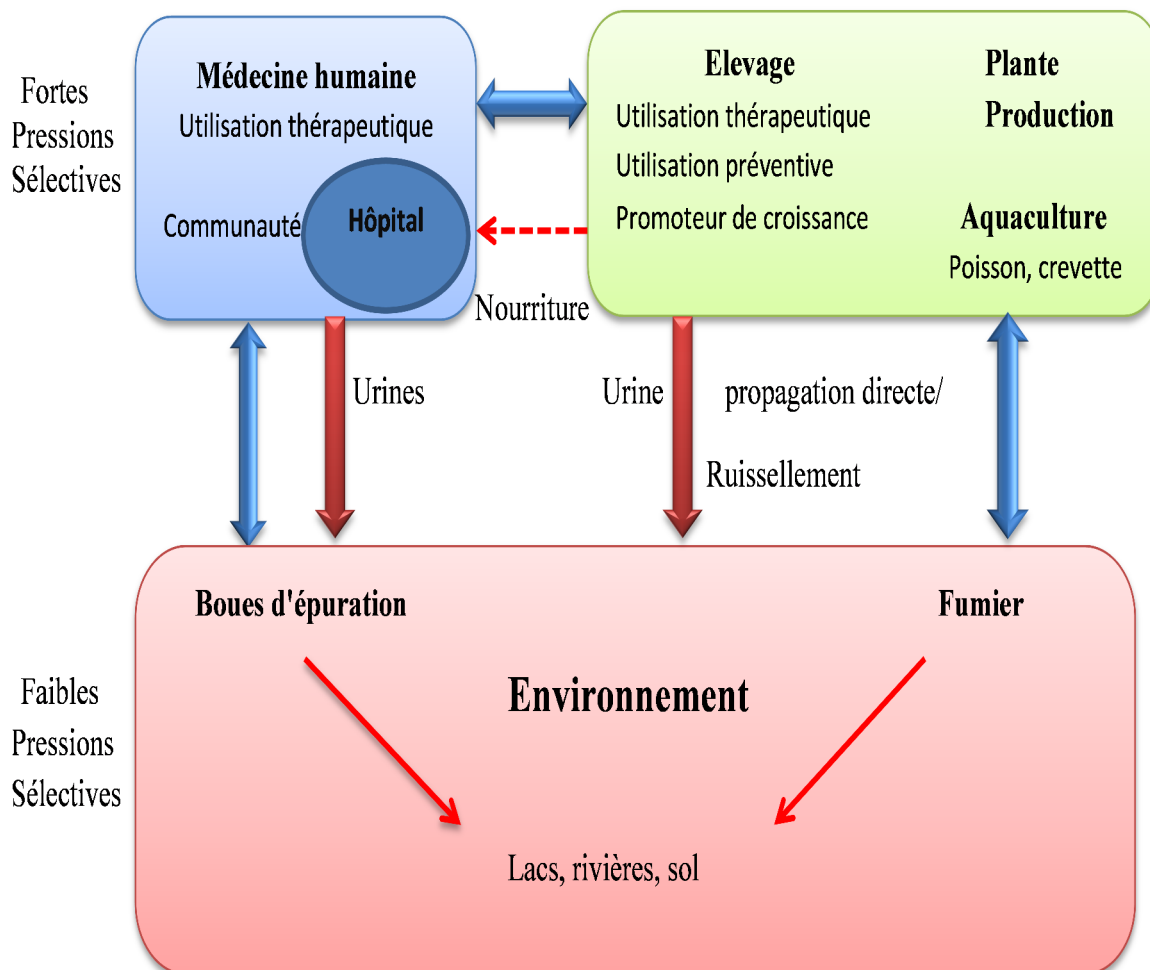 Fortes
Pressions
Sélectives
Médecine humaine
Utilisation thérapeutique
Communauté
Hôpital
Elevage
Utilisation thérapeutique
Utilisation préventive
Promoteur de croissance
Plante
Production
Aquaculture
Poisson, crevette
Nourriture
Urines
Urine
propagation directe/
Ruissellement
Faibles
Pressions
Sélectives
Boues d'épuration
Fumier
Environnement
Lacs, rivières, sol